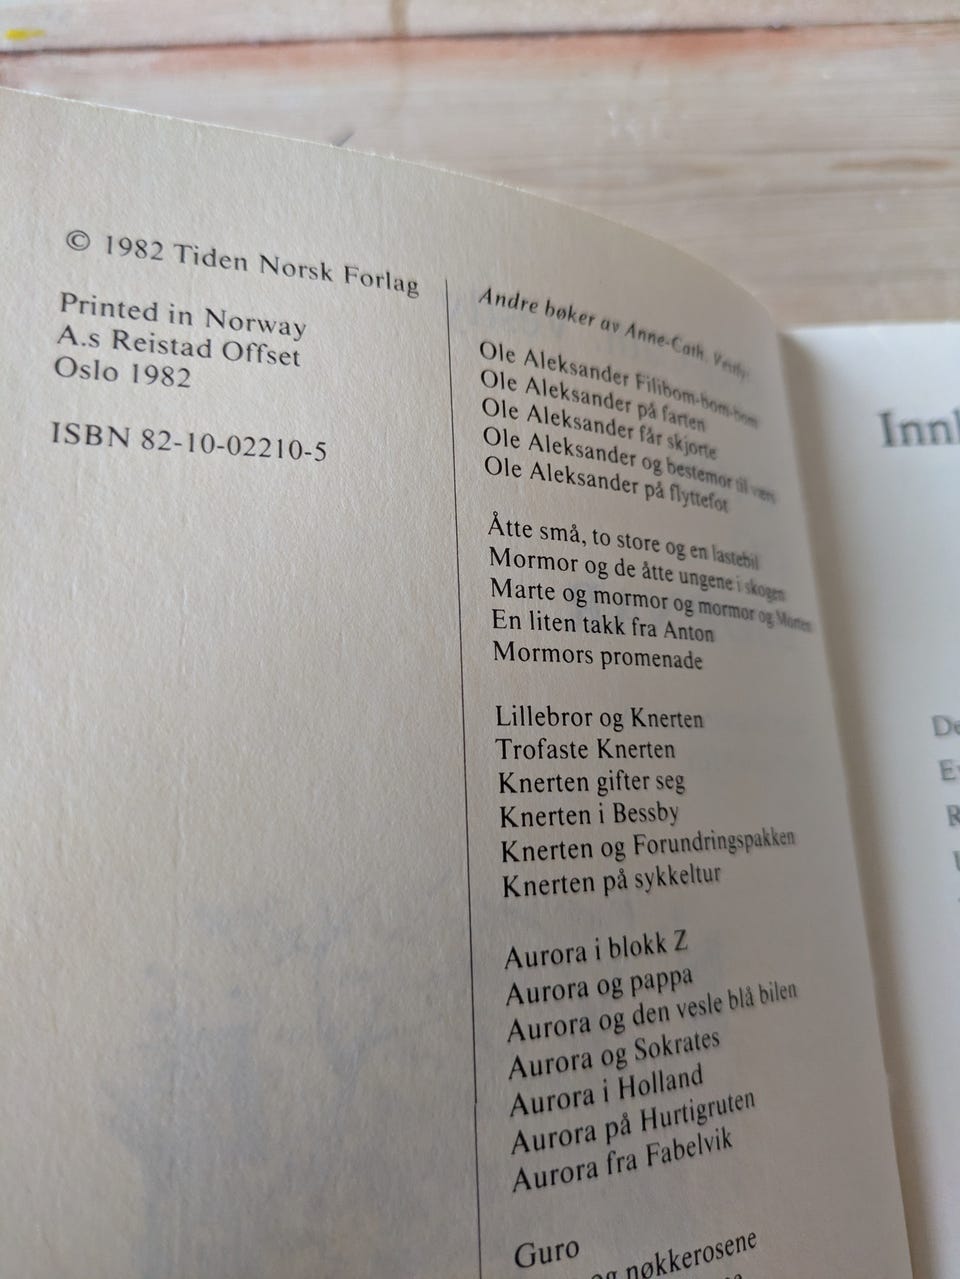 © 1982 Tiden Norsk Forlag
Printed in Norway
A.s Reistad Offset
Oslo 1982
ISBN 82-10-02210-5
Andre bøker av Anne-Cath. Vestly:
Ole Aleksander Filibom-bom-bom
Ole Aleksander på farten
Ole Aleksander får skjorte
Ole Aleksander og bestemor til værs
Ole Aleksander på flyttefot
Åtte små, to store og en lastebil
Mormor og de åtte ungene i skogen
Marte og mormor og mormor og Morten
En liten takk fra Anton
Mormors promenade
Lillebror og Knerten
Trofaste Knerten
Knerten gifter seg
Knerten i Bessby
Knerten og Forundringspakken
Knerten på sykkeltur
Aurora i blokk Z
Aurora og pappa
Aurora og den vesle blå bilen
Aurora og Sokrates
Aurora i Holland
Aurora på Hurtigruten
Aurora fra Fabelvik
Guro
og nøkkerosene
Inn
De